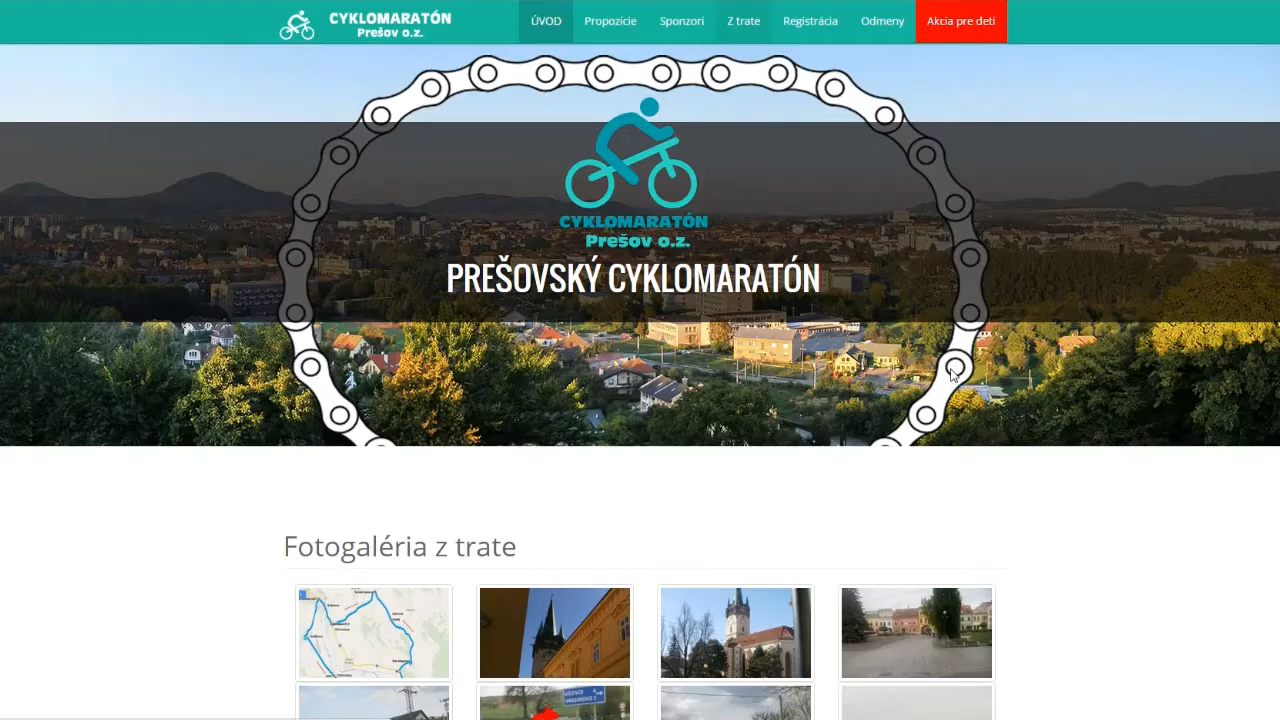 CYKLOMARATÓN
Prešov o.z.
ÚVOD
Propozície
Sponzori
Z trate
Registrácia
Odmeny
Akcia pre deti
CYKLOMARATÓN
Prešov o.z.
PREŠOVSKÝ CYKLOMARATÓN
Fotogaléria z trate